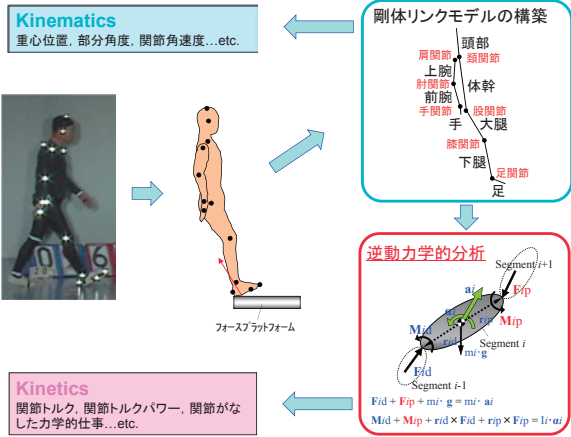 Kinematics
重心位置，部分角度，関節角速度…etc.
剛体リンクモデルの構築
頭部
肩関節
頚関節
上腕
肘関節
体幹
前腕
手関節
股関節
手
大腿
膝関節
下腿
足関節
足
0 6
フォースプラットフォーム
逆動力学的分析
Segment i+1
ai
Fip
αi
Mip
Mid
rid
rip
Segment i
mi·g
Fid
Segment i-1
Fid + Fip + mi· g = mi· ai
Mid + Mip + rid × Fid + rip × Fip = Ii·αi
Kinetics
関節トルク，関節トルクパワー，関節がな
した力学的仕事…etc.